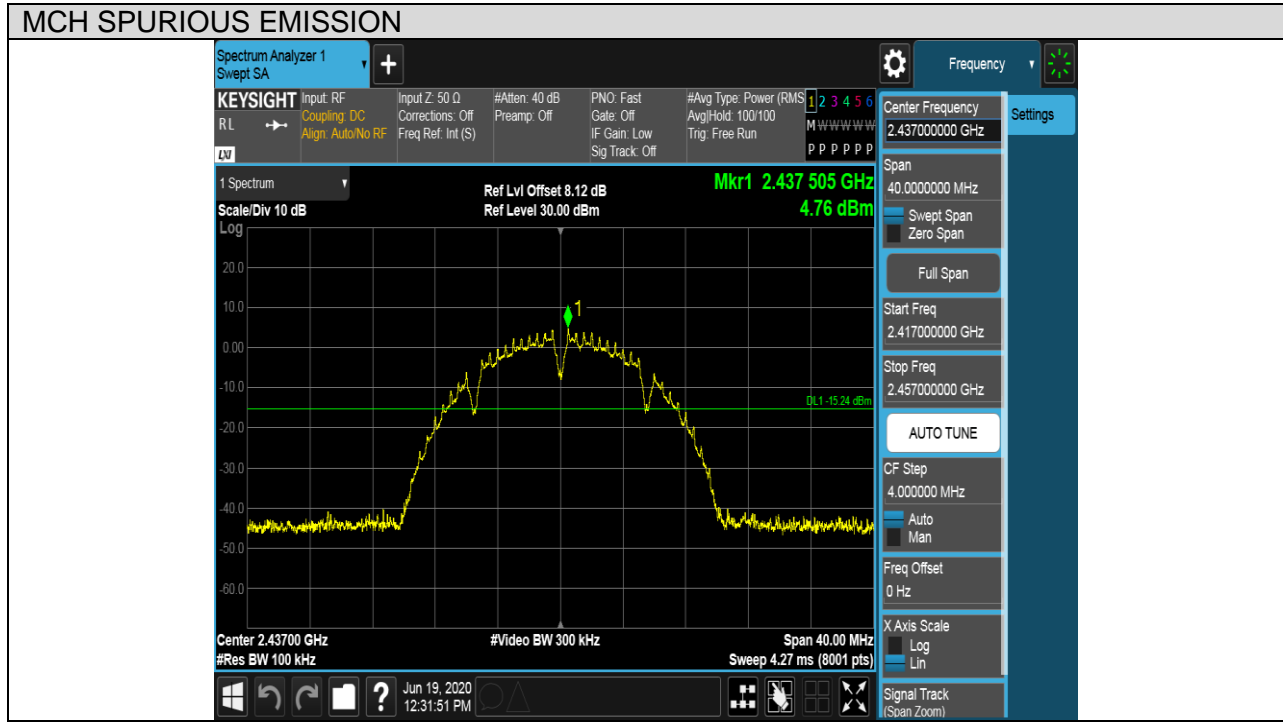 MCH SPURIOUS EMISSION
Spectrum Analyzer 1
Swept SA
+
Frequency
KEYSIGHT
RL
LXI
Input: RF
Coupling: DC
Align: Auto/No RF
Input Z: 50 Ω
Corrections: Off
Freq Ref: Int (S)
#Atten: 40 dB
Preamp: Off
PNO: Fast
Gate: Off
IF Gain: Low
Sig Track: Off
#Avg Type: Power (RMS
Avg|Hold: 100/100
Trig: Free Run
1 2 3 4 5 6
M W W W W W
P P P P P P
1 Spectrum
Scale/Div 10 dB
Ref Lvl Offset 8.12 dB
Ref Level 30.00 dBm
Mkr1 2.437 505 GHz
4.76 dBm
Log
20.0
10.0
0.00
-10.0
-20.0
-30.0
-40.0
-50.0
-60.0
1
DL1 -15.24 dBm
Center 2.43700 GHz
#Res BW 100 kHz
#Video BW 300 kHz
Span 40.00 MHz
Sweep 4.27 ms (8001 pts)
Center Frequency
2.437000000 GHz
Settings
Span
40.0000000 MHz
Swept Span
Zero Span
Full Span
Start Freq
2.417000000 GHz
Stop Freq
2.457000000 GHz
AUTO TUNE
CF Step
4.000000 MHz
Auto
Man
Freq Offset
0 Hz
X Axis Scale
Log
Lin
Signal Track
(Span Zoom)
?
Jun 19, 2020
12:31:51 PM